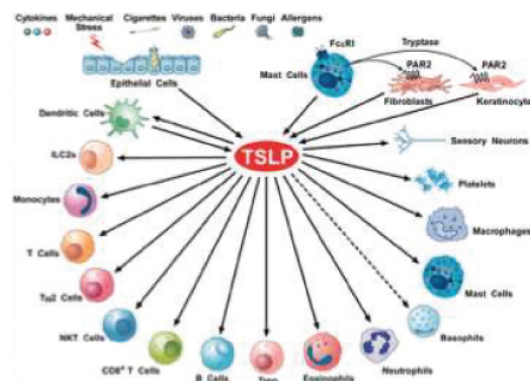 Cytokines Mechanical Stress Cigarettes Viruses Bacteria Fungi Allergens
Epithelial Cells
FcεRI
Mast Cells
Tryptase
PAR2
PAR2
Fibroblasts
Keratinocyte
Dendritic Cells
TSLP
Sensory Neurons
ILC2s
Platelets
Monocytes
Macrophages
T Cells
Mast Cells
TH2 Cells
Basophils
NKT Cells
Neutrophils
CD8+ T Cells
B Cells
Eosinophils